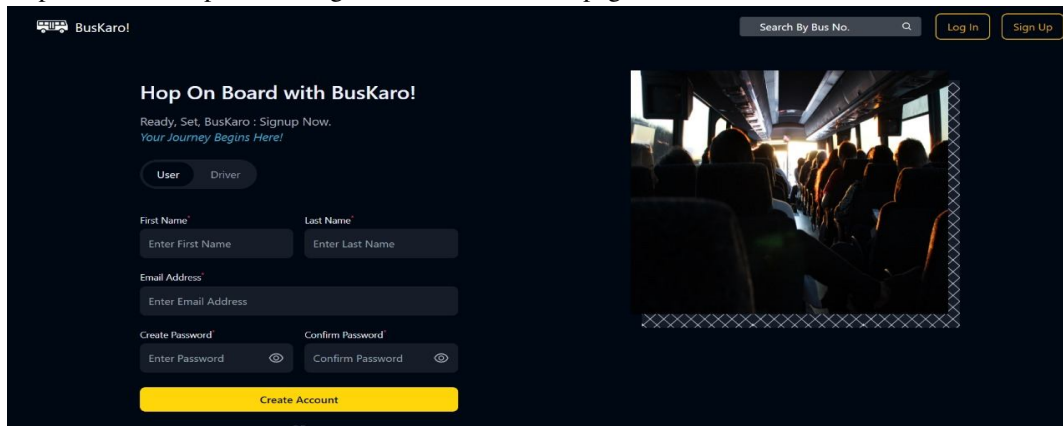 BusKaro!
Search By Bus No.
Log In
Sign Up
Hop On Board with BusKaro!
Ready, Set, BusKaro : Signup Now.
Your Journey Begins Here!
User Driver
First Name* Last Name*
Enter First Name Enter Last Name
Email Address*
Enter Email Address
Create Password* Confirm Password*
Enter Password Confirm Password
Create Account